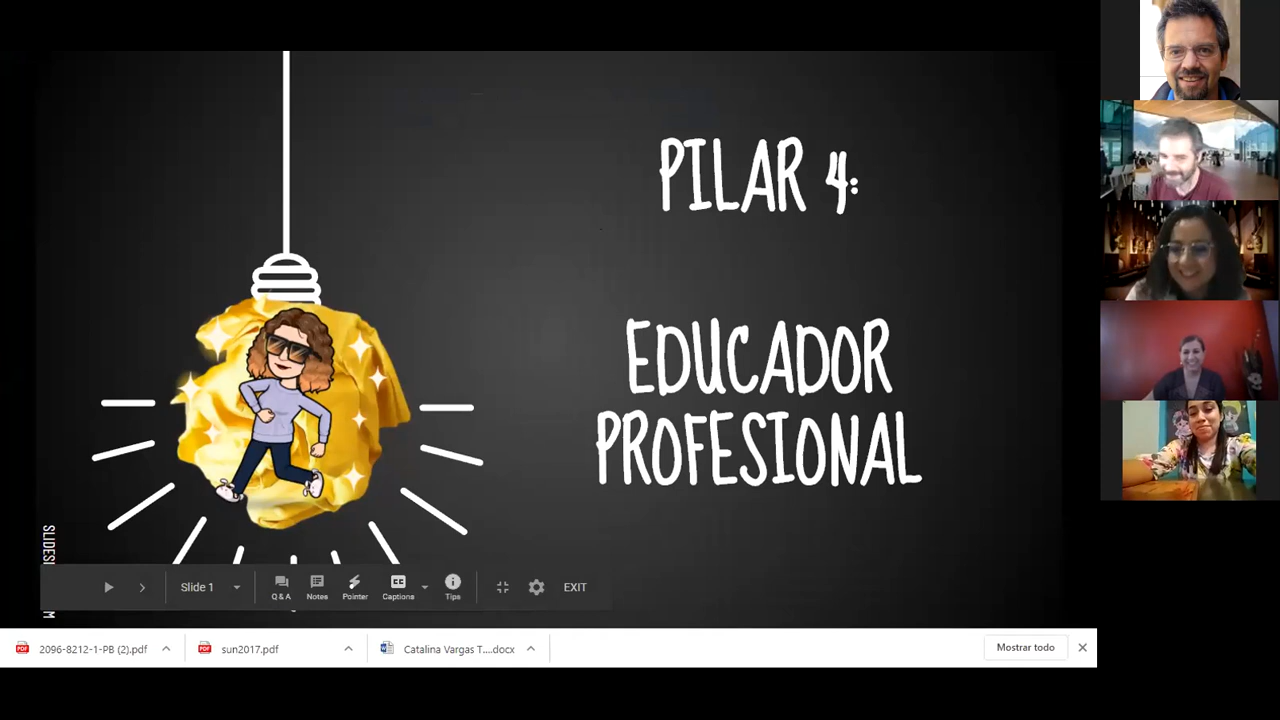 PILAR 4:
EDUCADOR
PROFESIONAL
Slide 1
Q & A
Notes
Pointer
Captions
Tips
EXIT
2096-8212-1-PB (2).pdf
sun2017.pdf
Catalina Vargas T....docx
Mostrar todo